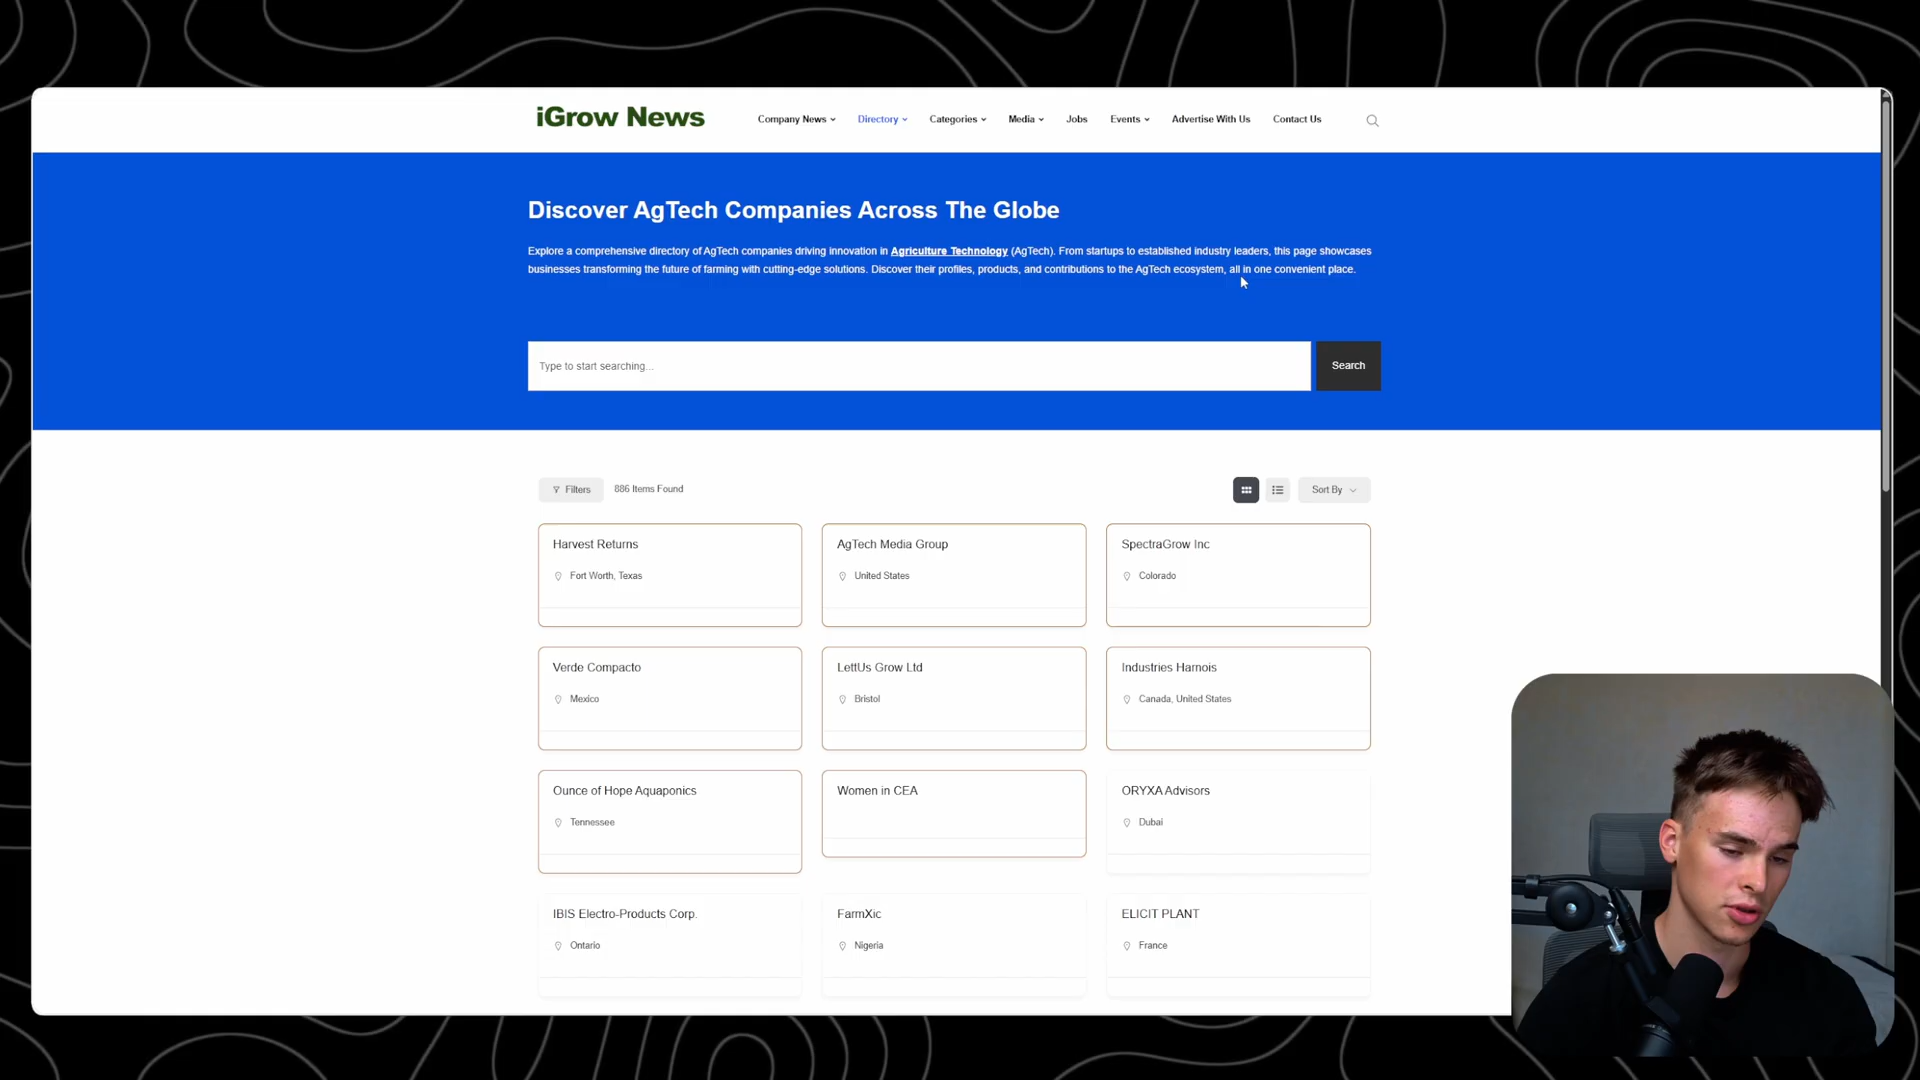 iGrow News
Company News
Directory
Categories
Media
Jobs
Events
Advertise With Us
Contact Us
Discover AgTech Companies Across The Globe
Explore a comprehensive directory of AgTech companies driving innovation in Agriculture Technology (AgTech). From startups to established industry leaders, this page showcases
businesses transforming the future of farming with cutting-edge solutions. Discover their profiles, products, and contributions to the AgTech ecosystem, all in one convenient place.
Type to start searching...
Search
Filters
886 Items Found
Sort By
Harvest Returns
Fort Worth, Texas
AgTech Media Group
United States
SpectraGrow Inc
Colorado
Verde Compacto
Mexico
LettUs Grow Ltd
Bristol
Industries Harnois
Canada, United States
Ounce of Hope Aquaponics
Tennessee
Women in CEA
ORYXA Advisors
Dubai
IBIS Electro-Products Corp.
Ontario
FarmXic
Nigeria
ELICIT PLANT
France